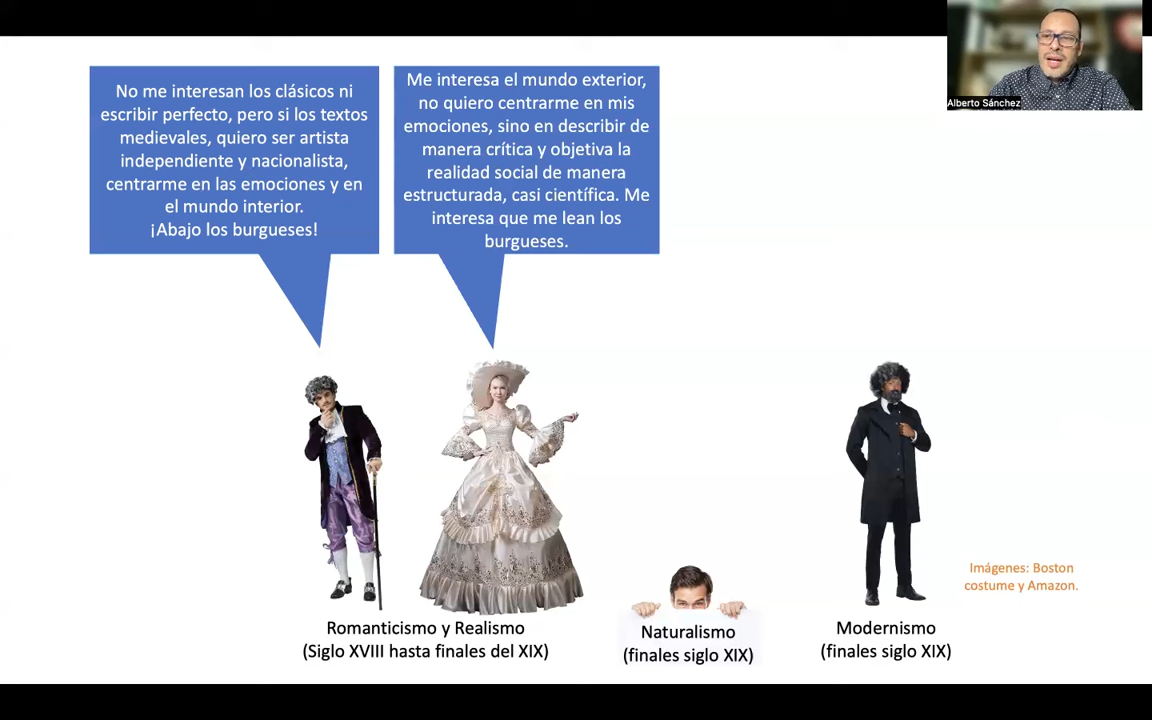 Alberto Sánchez
No me interesan los clásicos ni
escribir perfecto, pero si los textos
medievales, quiero ser artista
independiente y nacionalista,
centrarme en las emociones y en
el mundo interior.
¡Abajo los burgueses!
Me interesa el mundo exterior,
no quiero centrarme en mis
emociones, sino en describir de
manera crítica y objetiva la
realidad social de manera
estructurada, casi científica. Me
interesa que me lean los
burgueses.
Imágenes: Boston
costume y Amazon.
Romanticismo y Realismo
(Siglo XVIII hasta finales del XIX)
Naturalismo
(finales siglo XIX)
Modernismo
(finales siglo XIX)